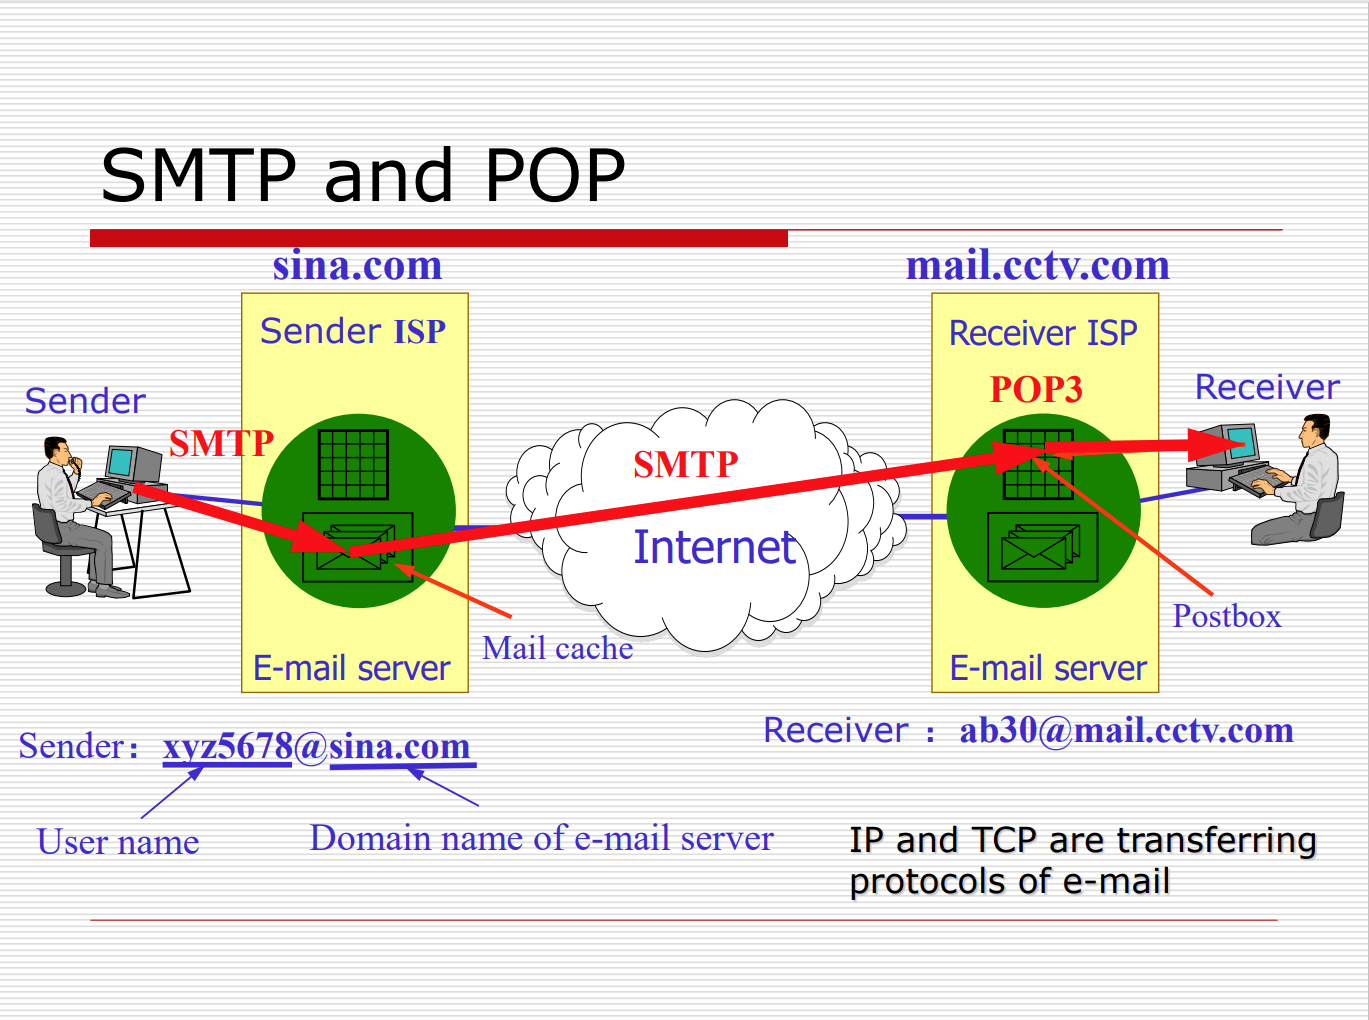 SMTP and POP
sina.com
mail.cctv.com
Sender ISP
Receiver ISP
POP3
Sender
Receiver
SMTP
SMTP
Internet
Postbox
Mail cache
E-mail server
E-mail server
Receiver ：ab30@mail.cctv.com
Sender：xyz5678@sina.com
User name
Domain name of e-mail server
IP and TCP are transferring
protocols of e-mail